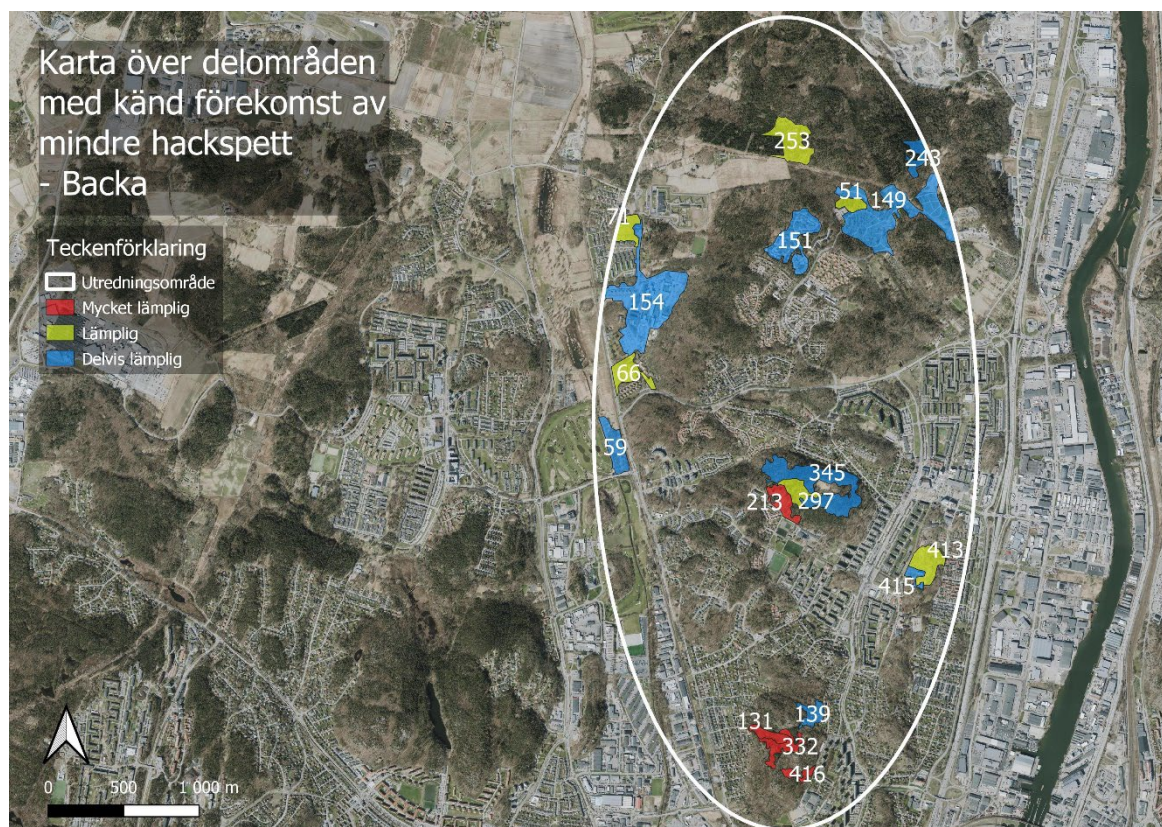 Karta över delområden
med känd förekomst av
mindre hackspett
- Backa
Teckenförklaring
Utredningsområde
Mycket lämplig
Lämplig
Delvis lämplig
253
243
51
149
71
151
154
66
59
345
213
297
413
415
139
131
332
416
0 500 1 000 m